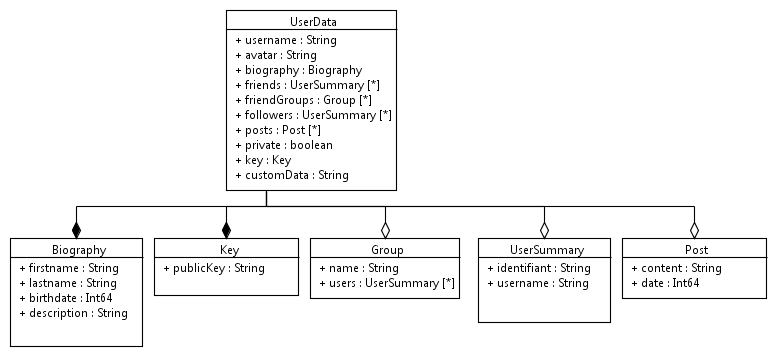 UserData
+ username : String
+ avatar : String
+ biography : Biography
+ friends : UserSummary [*]
+ friendGroups : Group [*]
+ followers : UserSummary [*]
+ posts : Post [*]
+ private : boolean
+ key : Key
+ customData : String
Biography
+ firstname : String
+ lastname : String
+ birthdate : Int64
+ description : String
Key
+ publicKey : String
Group
+ name : String
+ users : UserSummary [*]
UserSummary
+ identifiant : String
+ username : String
Post
+ content : String
+ date : Int64